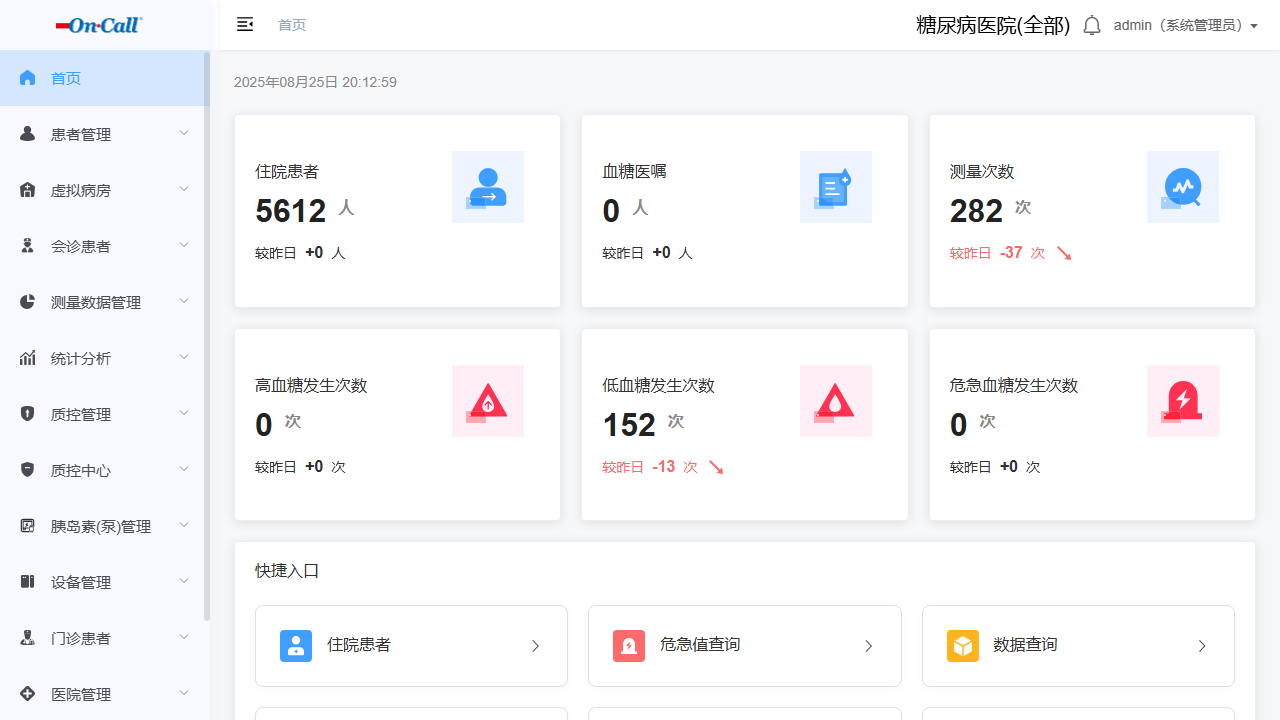 On·Call
首页
糖尿病医院(全部)
admin（系统管理员）
首页
患者管理
虚拟病房
会诊患者
测量数据管理
统计分析
质控管理
质控中心
胰岛素(泵)管理
设备管理
门诊患者
医院管理
2025年08月25日 20:12:59
住院患者
5612 人
较昨日 +0 人
血糖医嘱
0 人
较昨日 +0 人
测量次数
282 次
较昨日 -37 次
高血糖发生次数
0 次
较昨日 +0 次
低血糖发生次数
152 次
较昨日 -13 次
危急血糖发生次数
0 次
较昨日 +0 次
快捷入口
住院患者
危急值查询
数据查询